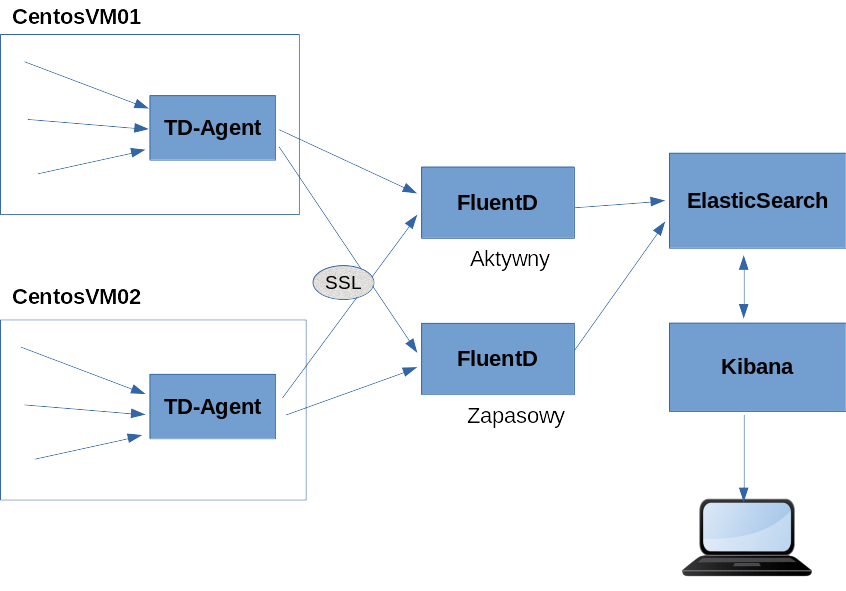 CentosVM01
TD-Agent
FluentD
Aktywny
ElasticSearch
SSL
CentosVM02
TD-Agent
FluentD
Zapasowy
Kibana